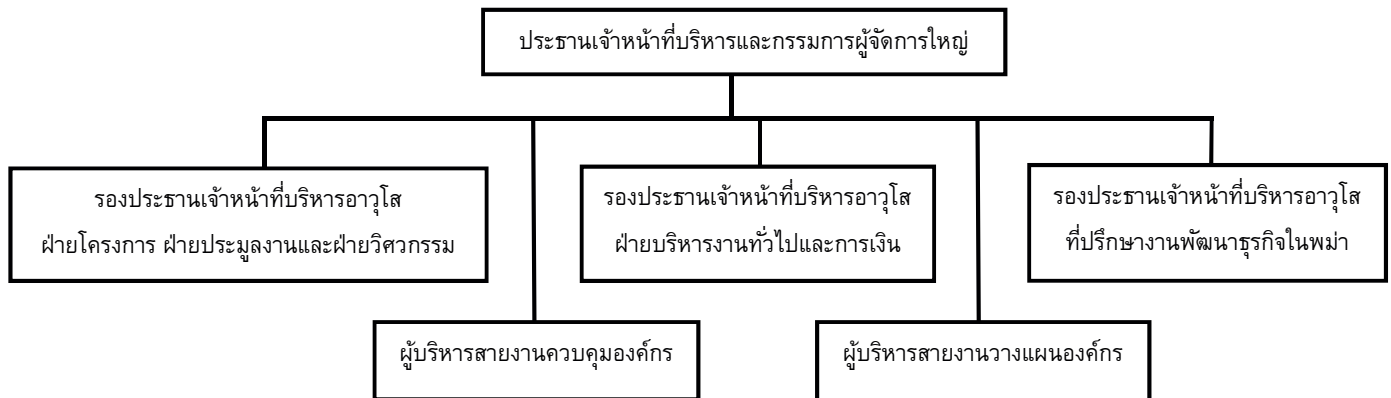 ประธานเจ้าหน้าที่บริหารและกรรมการผู้จัดการใหญ่
รองประธานเจ้าหน้าที่บริหารอาวุโส
ฝ่ายโครงการ ฝ่ายประมูลงานและฝ่ายวิศวกรรม
รองประธานเจ้าหน้าที่บริหารอาวุโส
ฝ่ายบริหารงานทั่วไปและการเงิน
รองประธานเจ้าหน้าที่บริหารอาวุโส
ที่ปรึกษางานพัฒนาธุรกิจในพม่า
ผู้บริหารสายงานควบคุมองค์กร
ผู้บริหารสายงานวางแผนองค์กร